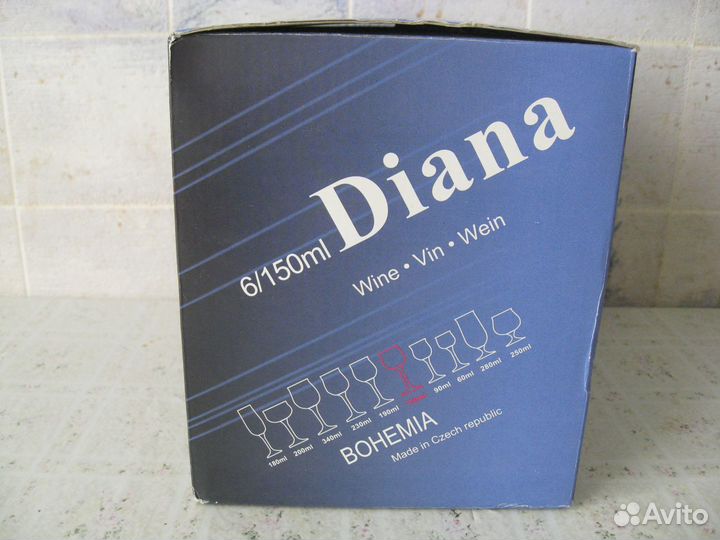 Diana
6/150ml
Wine • Vin • Wein
180ml 200ml 340ml 230ml 190ml 90ml 60ml 280ml 250ml
BOHEMIA
Made in Czech republic
Avito